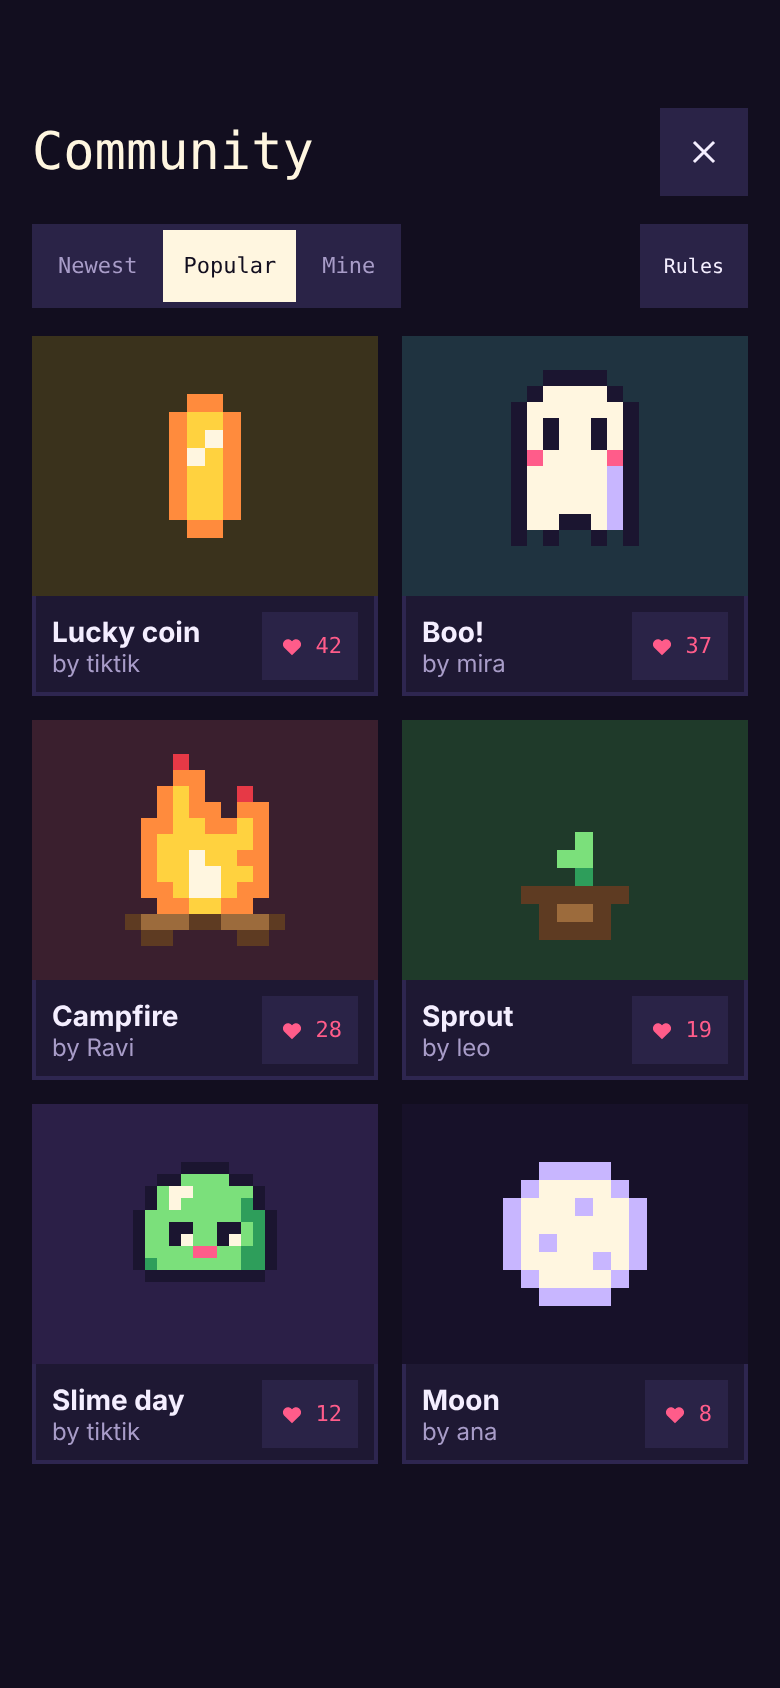 Community
Newest Popular Mine Rules
Lucky coin
by tiktik
42
Boo!
by mira
37
Campfire
by Ravi
28
Sprout
by leo
19
Slime day
by tiktik
12
Moon
by ana
8